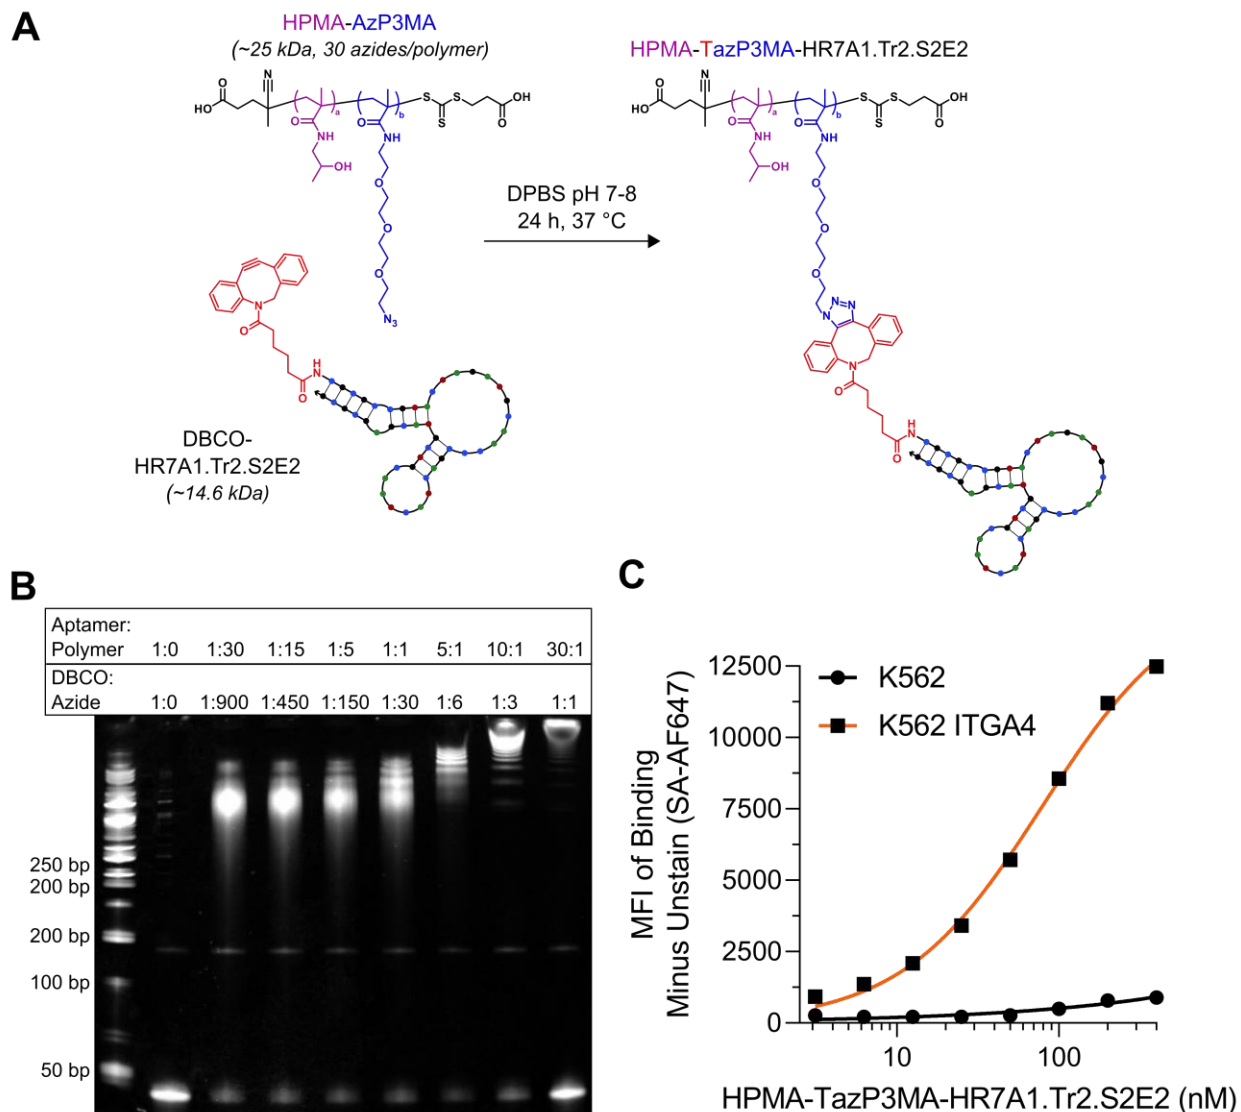 A
HPMA-AzP3MA
(~25 kDa, 30 azides/polymer)
HPMA-TazP3MA-HR7A1.Tr2.S2E2
HO
O
N
a
b
S
S
S
O
OH
O
NH
OH
O
NH
O
O
O
N3
DPBS pH 7-8
24 h, 37 °C
HO
O
N
a
b
S
S
S
O
OH
O
NH
OH
O
NH
O
O
O
N
N
N
N
O
O
H
N
N
O
O
H
N
DBCO-
HR7A1.Tr2.S2E2
(~14.6 kDa)
B
Aptamer:
Polymer 1:0 1:30 1:15 1:5 1:1 5:1 10:1 30:1
DBCO:
Azide 1:0 1:900 1:450 1:150 1:30 1:6 1:3 1:1
250 bp
200 bp
200 bp
100 bp
50 bp
C
MFI of Binding
Minus Unstain (SA-AF647)
12500
10000
7500
5000
2500
0
K562
K562 ITGA4
10 100
HPMA-TazP3MA-HR7A1.Tr2.S2E2 (nM)